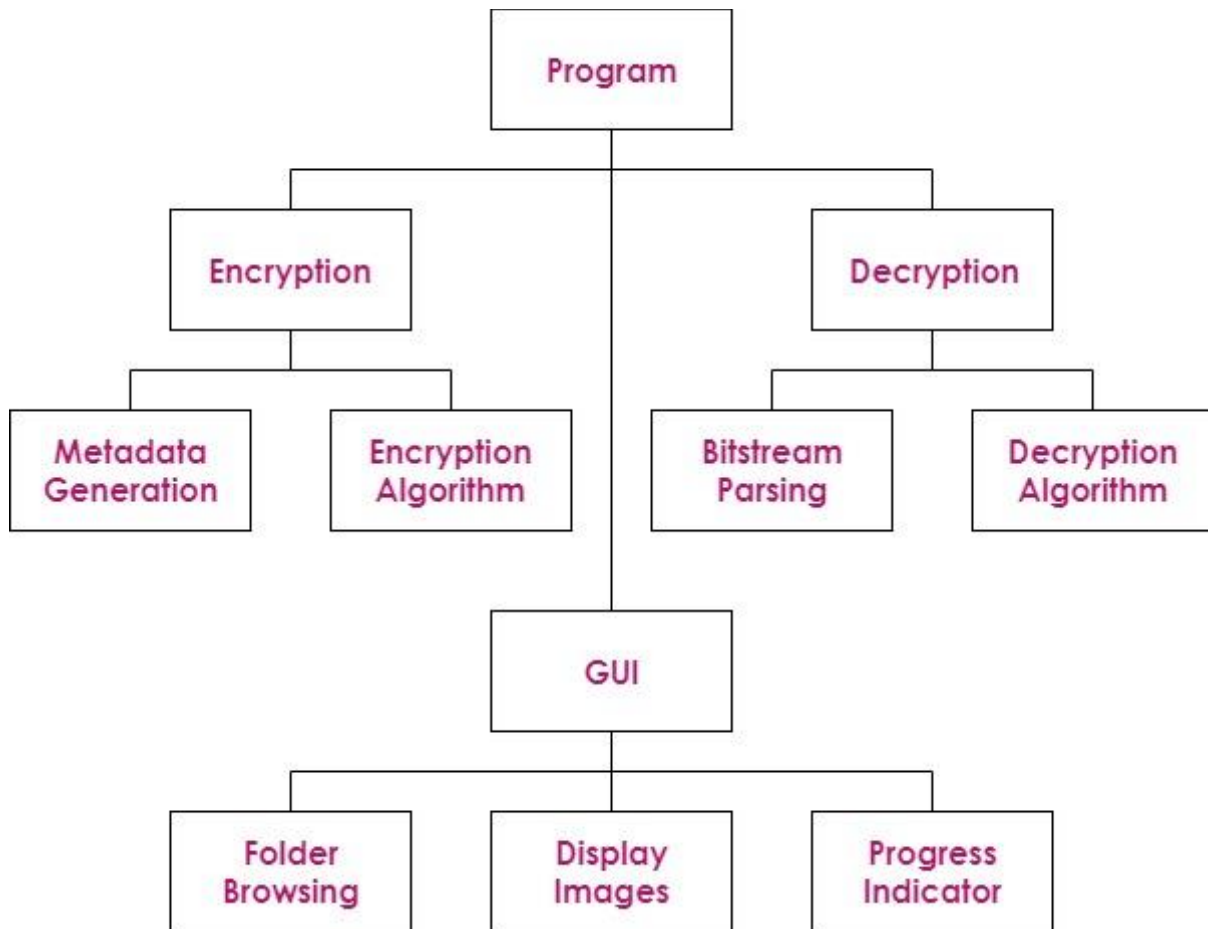 Program
Encryption
Decryption
Metadata
Generation
Encryption
Algorithm
Bitstream
Parsing
Decryption
Algorithm
GUI
Folder
Browsing
Display
Images
Progress
Indicator